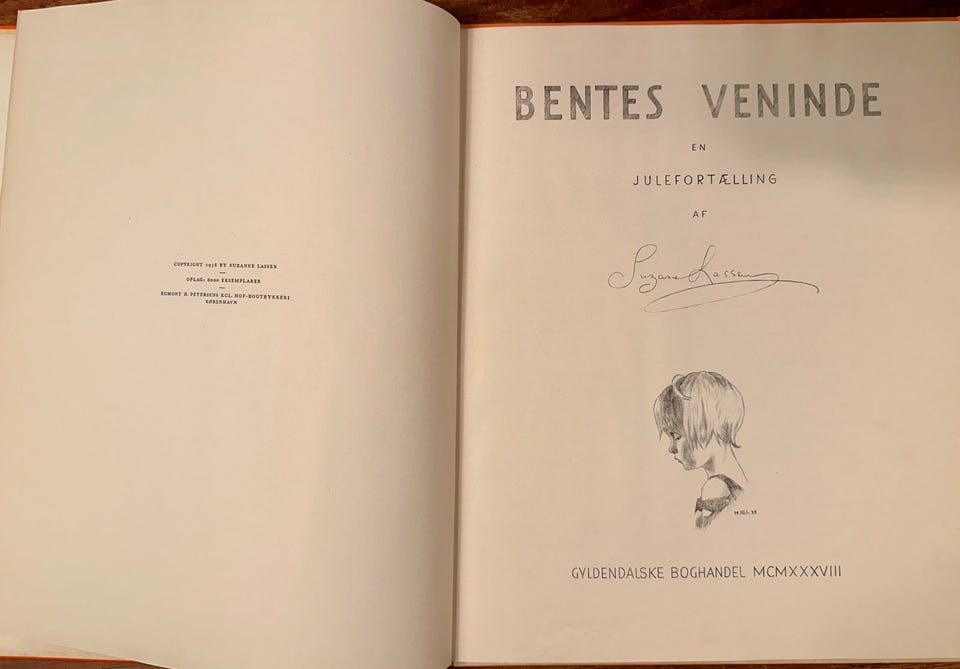 COPYRIGHT 1938 BY SUZANNE LASSEN
OPLAG: 6000 EKSEMPLARER
EGMONT H. PETERSENS KGL. HOF-BOGTRYKKERI
KØBENHAVN
BENTES VENINDE
EN
JULEFORTÆLLING
AF
Suzanne Lassen
GYLDENDALSKE BOGHANDEL MCMXXXVIII